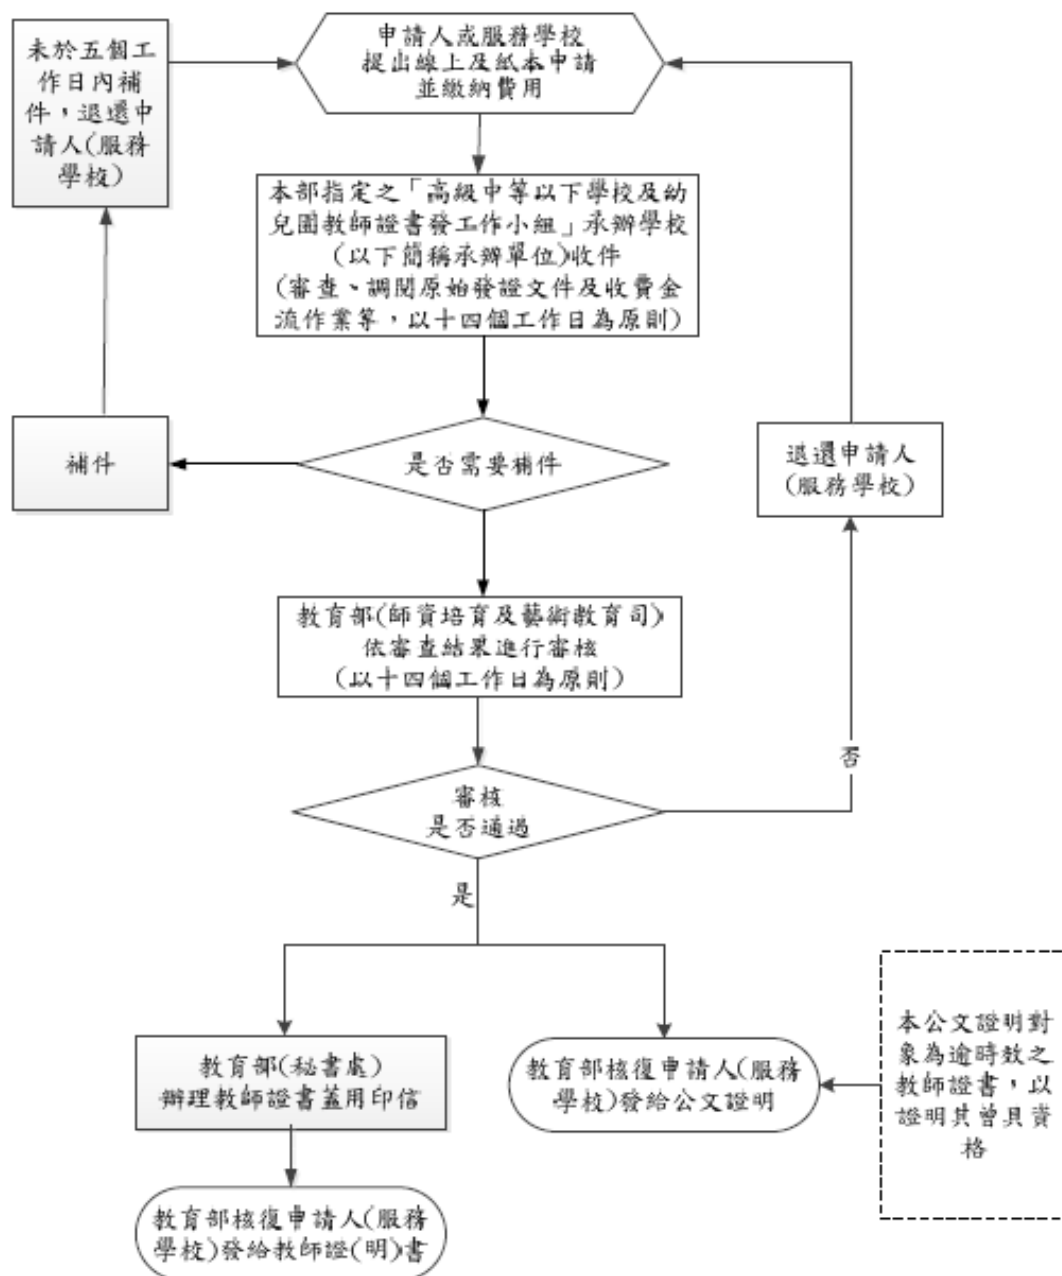 申請人或服務學校
提出線上及紙本申請
並繳納費用
未於五個工
作日內補
件，退還申
請人(服務
學校)
本部指定之「高級中等以下學校及幼
兒園教師證書發工作小組」承辦學校
(以下簡稱承辦單位)收件
(審查、調閱原始發證文件及收費金
流作業等，以十四個工作日為原則)
補件
是否需要補件
退還申請人
(服務學校)
教育部(師資培育及藝術教育司)
依審查結果進行審核
(以十四個工作日為原則)
否
審核
是否通過
是
教育部(秘書處)
辦理教師證書蓋用印信
教育部核復申請人(服務
學校)發給公文證明
本公文證明對
象為逾時效之
教師證書，以
證明其曾具資
格
教育部核復申請人(服務
學校)發給教師證(明)書